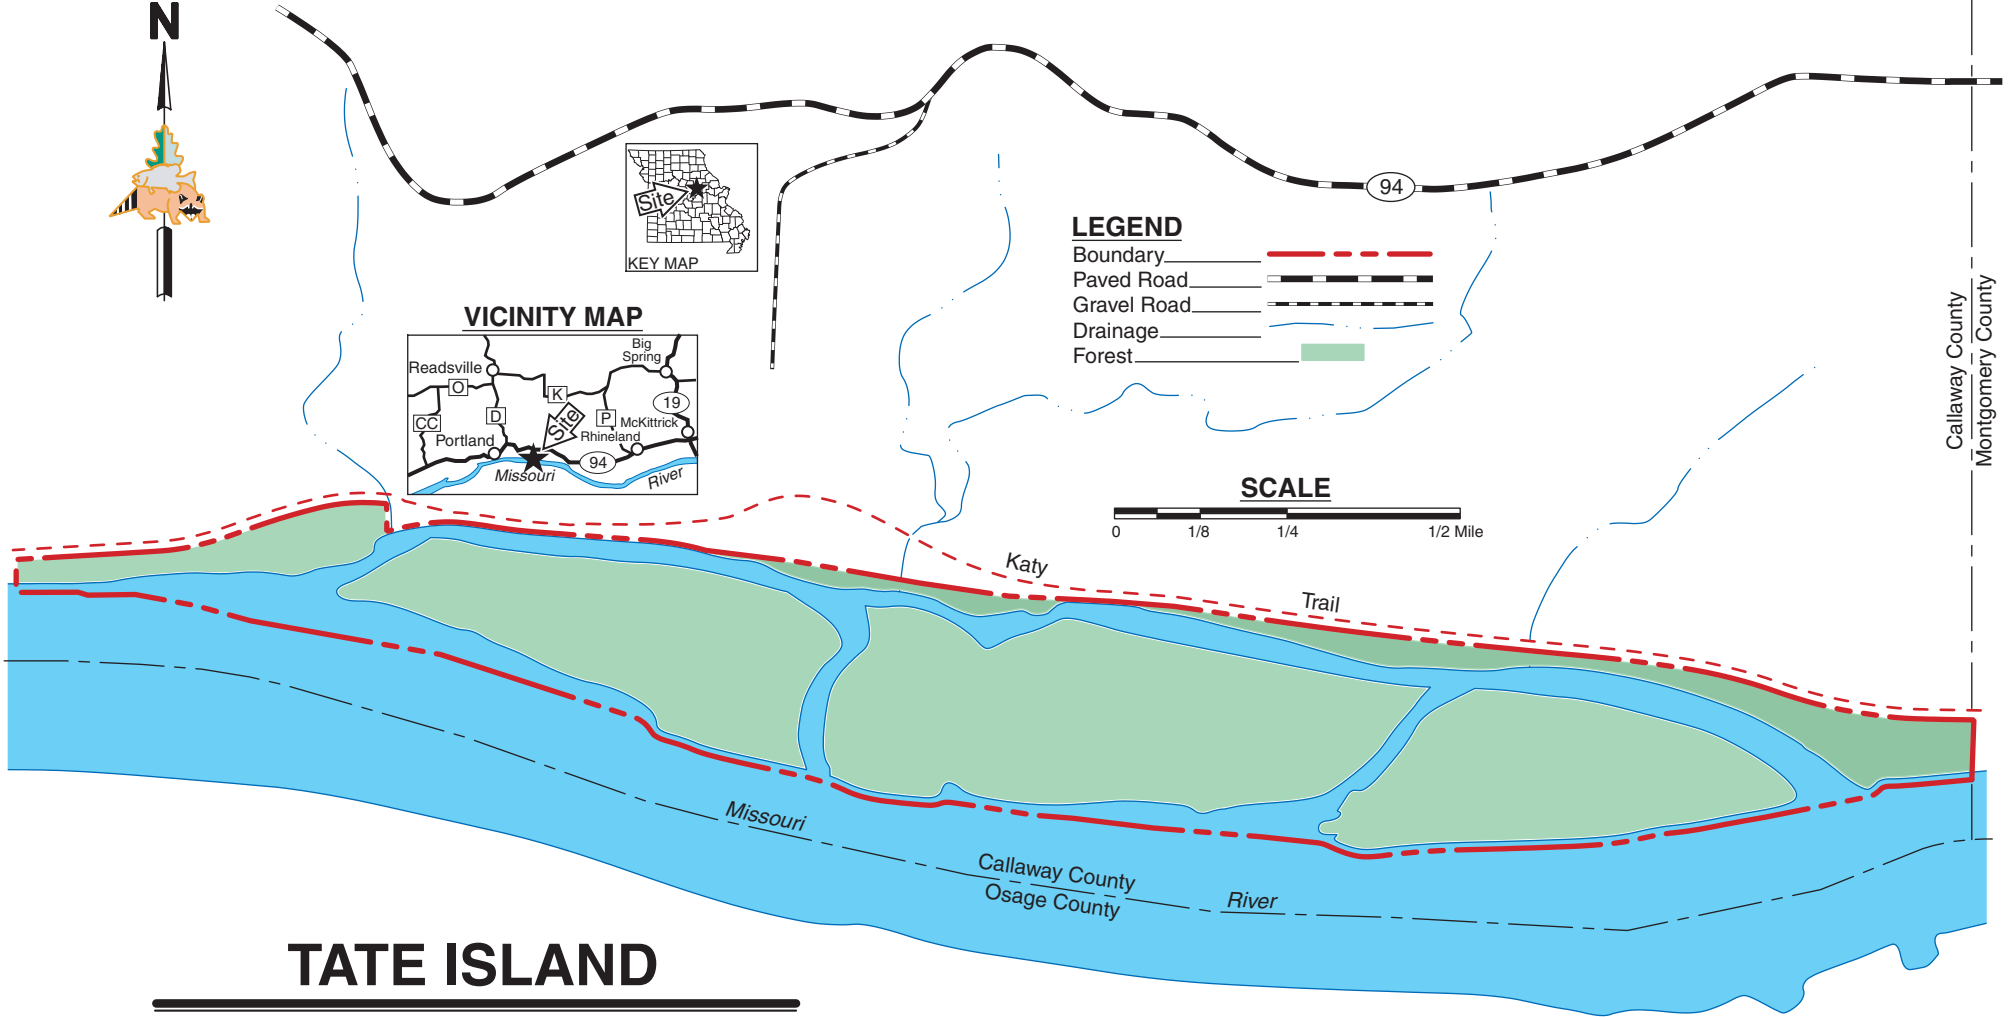 N
94
Site
KEY MAP
LEGEND
Boundary
Paved Road
Gravel Road
Drainage
Forest
Callaway County
Montgomery County
VICINITY MAP
Big
Spring
Readsville
O
K
19
CC
D
P
McKittrick
Site
Rhineland
Portland
94
Missouri
River
SCALE
0 1/8 1/4 1/2 Mile
Katy
Trail
Missouri
Callaway County
Osage County
River
TATE ISLAND